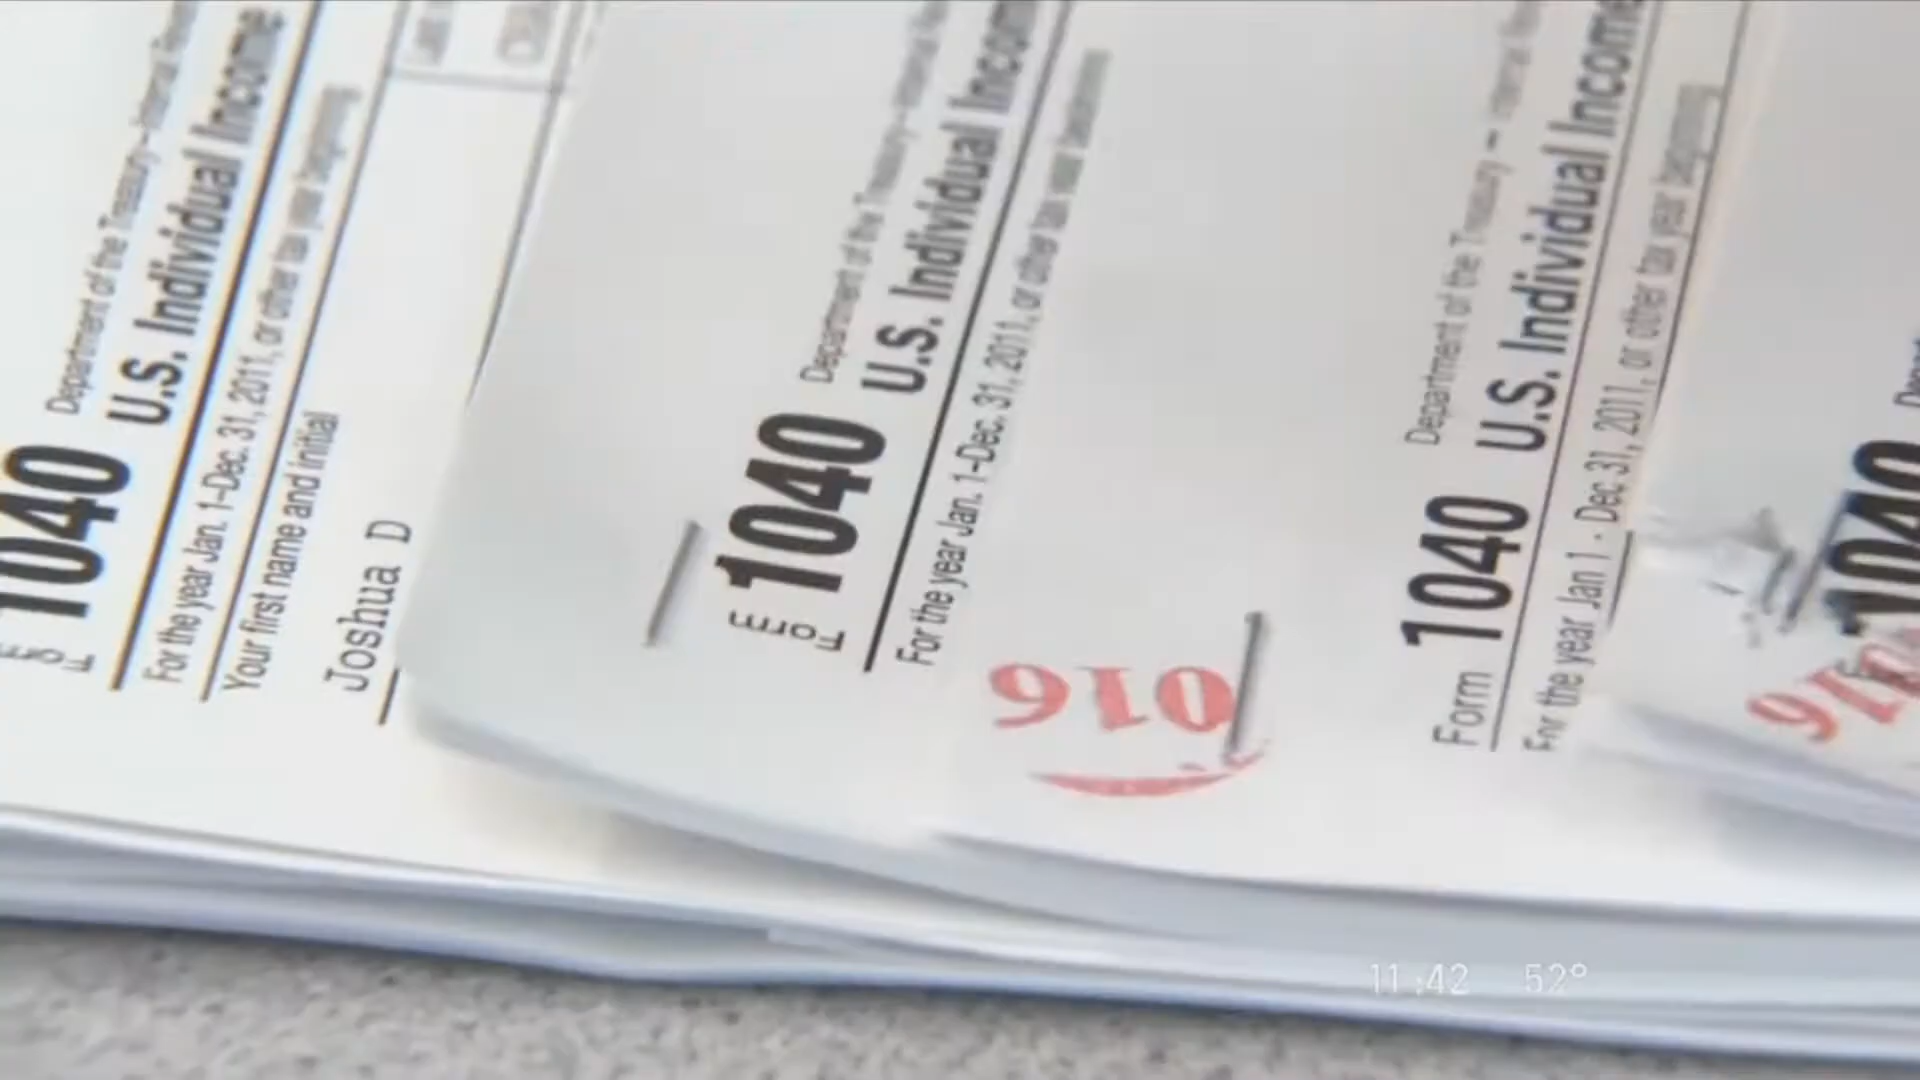 1040
Department of the Treasury – Internal
U.S. Individual Income
For the year Jan. 1–Dec. 31, 2011, or other tax year beginning
Your first name and initial
Joshua D
1040
Department of the Treasury – Internal
U.S. Individual Income
For the year Jan. 1–Dec. 31, 2011, or other tax year beginning
016
Form 1040
Department of the Treasury – Internal
U.S. Individual Income
For the year Jan 1 - Dec 31, 2011, or other tax year beginning
1040
11:42 52°